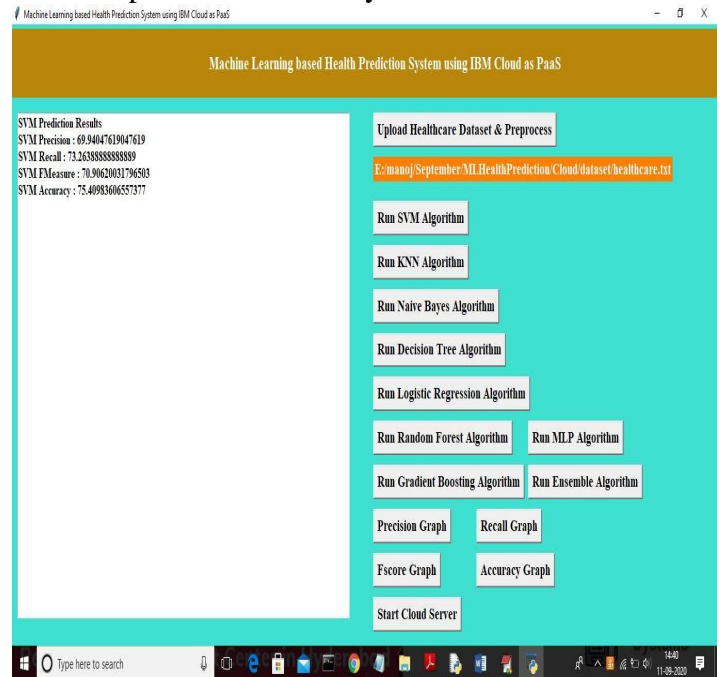 Machine Learning based Health Prediction System using IBM Cloud as PaaS
Machine Learning based Health Prediction System using IBM Cloud as PaaS
SVM Prediction Results
SVM Precision : 69.94047619047619
SVM Recall : 73.26388888888889
SVM FMeasure : 70.90620031796503
SVM Accuracy : 75.40983606557377
Upload Healthcare Dataset & Preprocess
E:/manoj/September/MLHealthPrediction/Cloud/dataset/healthcare.txt
Run SVM Algorithm
Run KNN Algorithm
Run Naive Bayes Algorithm
Run Decision Tree Algorithm
Run Logistic Regression Algorithm
Run Random Forest Algorithm Run MLP Algorithm
Run Gradient Boosting Algorithm Run Ensemble Algorithm
Precision Graph Recall Graph
Fscore Graph Accuracy Graph
Start Cloud Server
Type here to search
14:40
11-09-2020